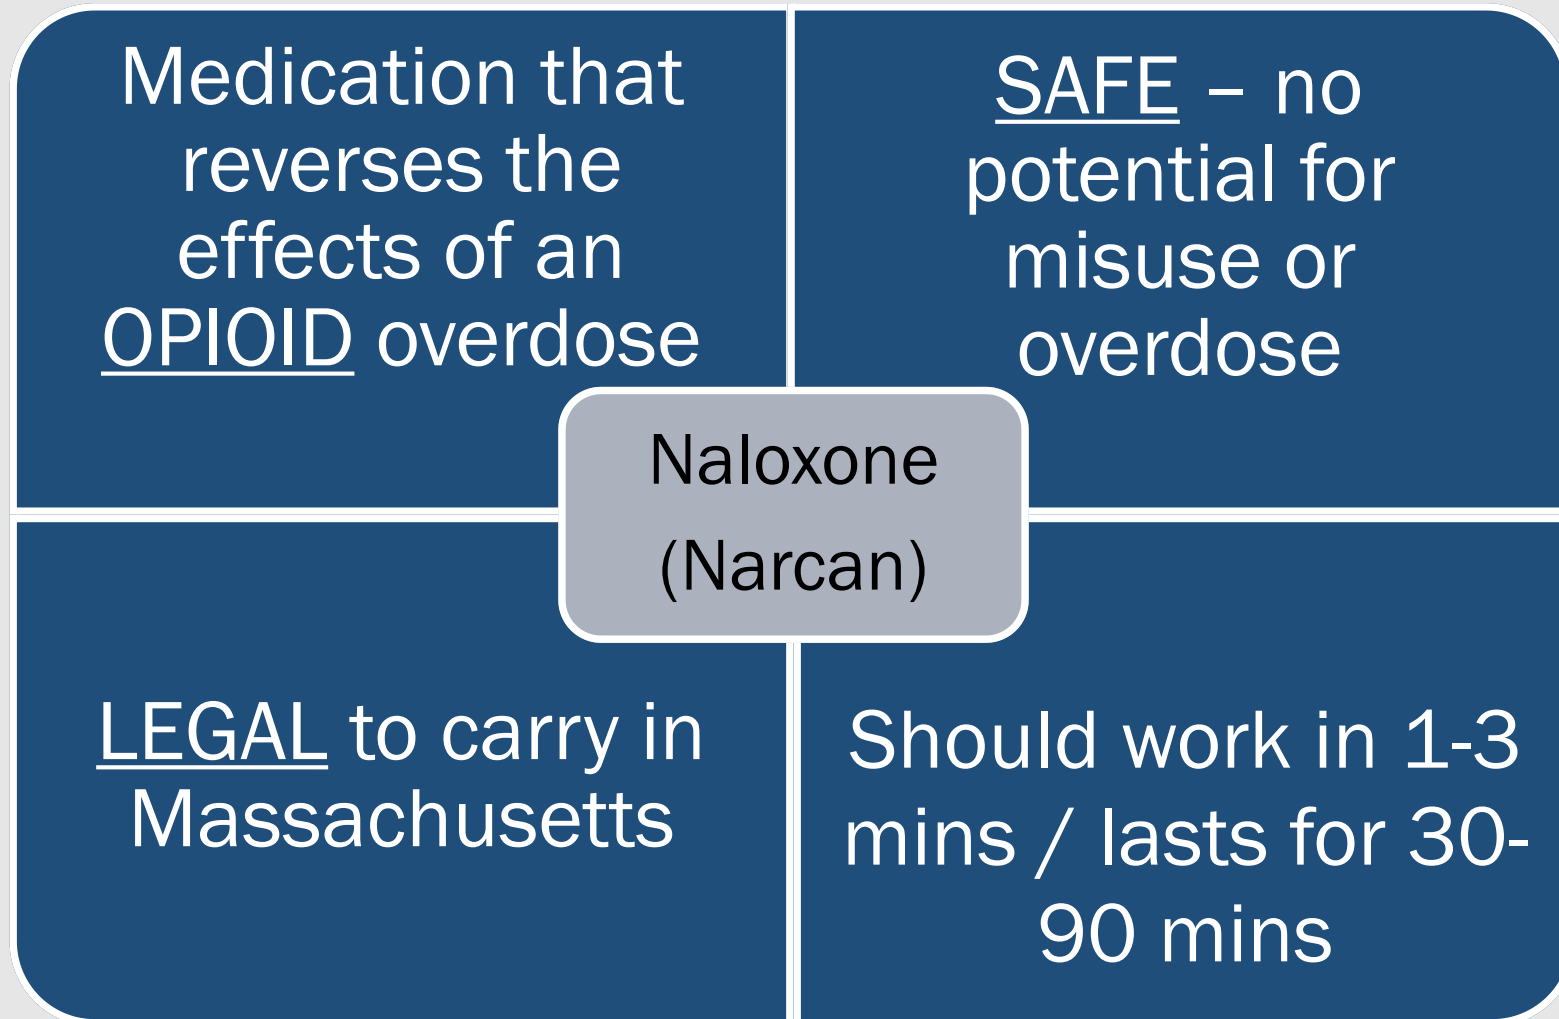 Medication that
reverses the
effects of an
OPIOID overdose
SAFE – no
potential for
misuse or
overdose
Naloxone
(Narcan)
LEGAL to carry in
Massachusetts
Should work in 1-3
mins / lasts for 30-
90 mins